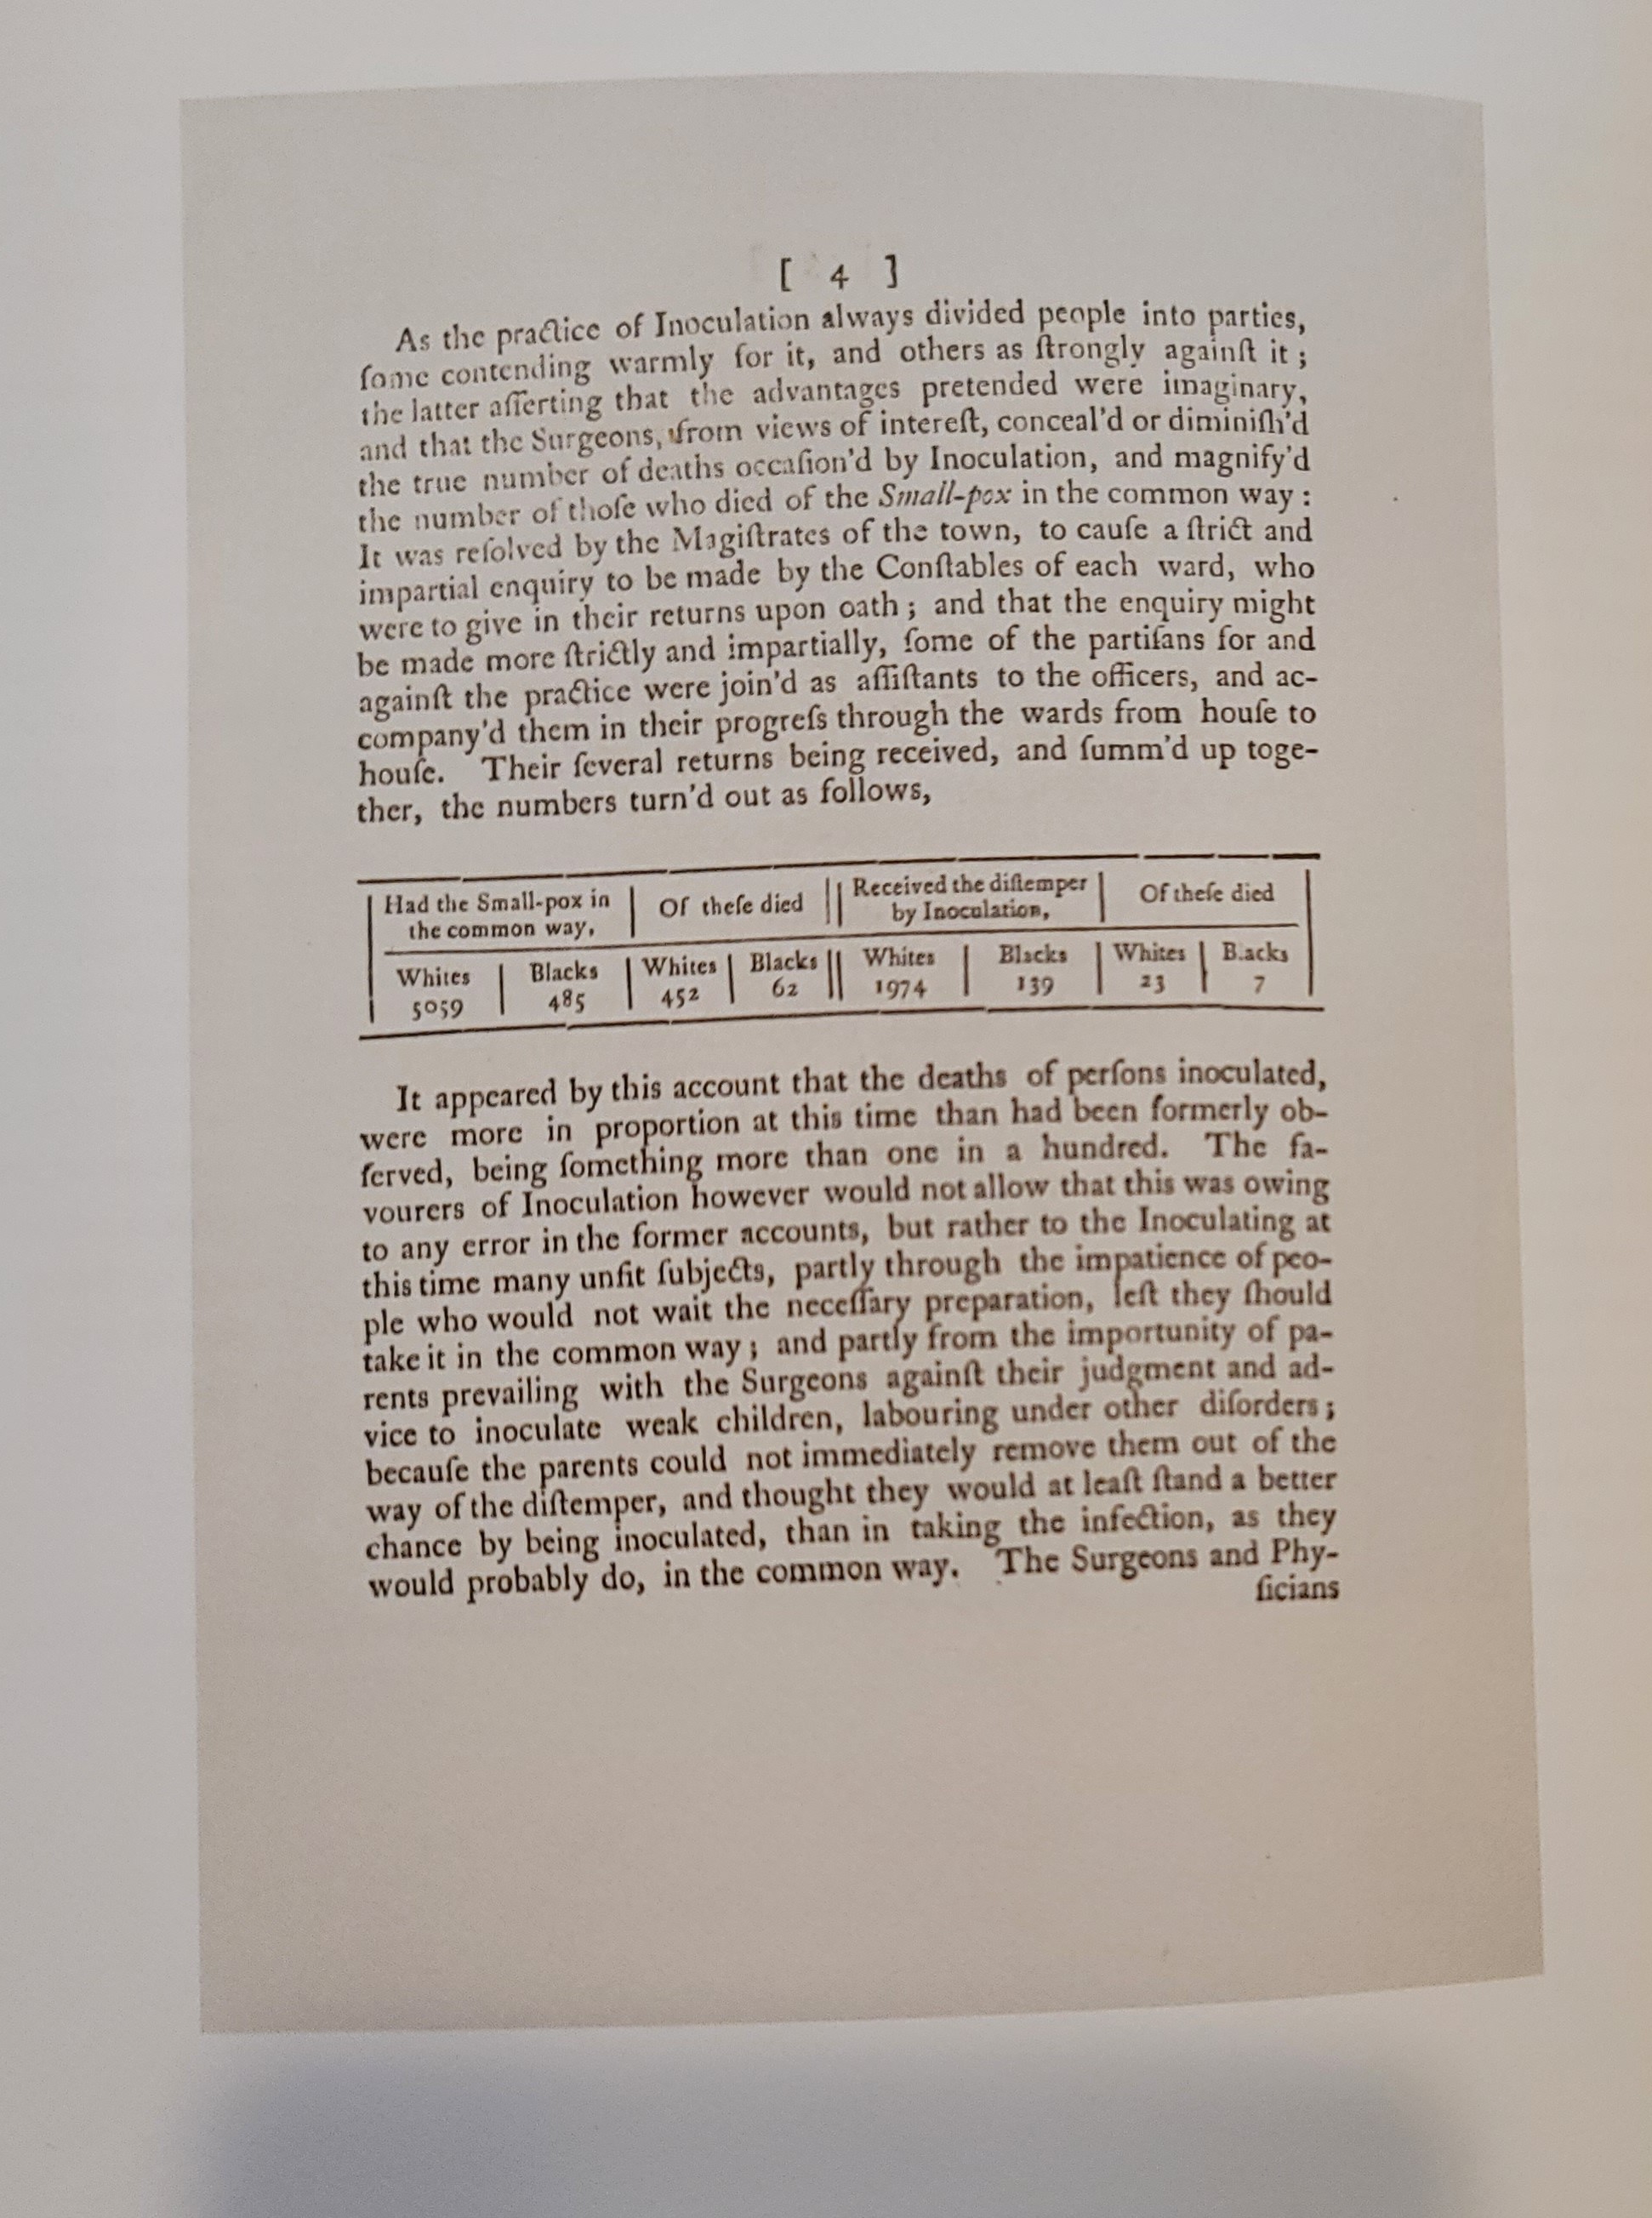 [ 4 ]
As the practice of Inoculation always divided people into parties,
ſome contending warmly for it, and others as ſtrongly againſt it ;
the latter aſſerting that the advantages pretended were imaginary,
and that the Surgeons, from views of intereſt, conceal'd or diminiſh'd
the true number of deaths occaſion'd by Inoculation, and magnify'd
the number of thoſe who died of the Small-pox in the common way :
It was reſolved by the Magiſtrates of the town, to cauſe a ſtrict and
impartial enquiry to be made by the Conſtables of each ward, who
were to give in their returns upon oath ; and that the enquiry might
be made more ſtrictly and impartially, ſome of the partiſans for and
againſt the practice were join'd as aſſiſtants to the officers, and ac-
company'd them in their progreſs through the wards from houſe to
houſe. Their ſeveral returns being received, and ſumm'd up toge-
ther, the numbers turn'd out as follows,
Had the Small-pox in | Of theſe died || Received the diſtemper | Of theſe died
the common way, by Inoculation,
Whites | Blacks | Whites | Blacks || Whites | Blacks | Whites | B.acks
5059 | 485 | 452 | 62 || 1974 | 139 | 23 | 7
It appeared by this account that the deaths of perſons inoculated,
were more in proportion at this time than had been formerly ob-
ſerved, being ſomething more than one in a hundred. The fa-
vourers of Inoculation however would not allow that this was owing
to any error in the former accounts, but rather to the Inoculating at
this time many unfit ſubjects, partly through the impatience of peo-
ple who would not wait the neceſſary preparation, leſt they ſhould
take it in the common way ; and partly from the importunity of pa-
rents prevailing with the Surgeons againſt their judgment and ad-
vice to inoculate weak children, labouring under other diſorders ;
becauſe the parents could not immediately remove them out of the
way of the diſtemper, and thought they would at leaſt ſtand a better
chance by being inoculated, than in taking the infection, as they
would probably do, in the common way. The Surgeons and Phy-
ſicians